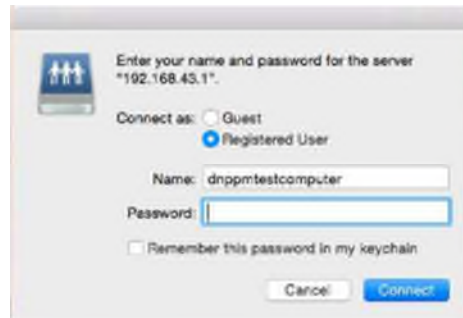 Enter your name and password for the server
"192.168.43.1".
Connect as: Guest
Registered User
Name: dnppmtestcomputer
Password:
Remember this password in my keychain
Cancel Connect